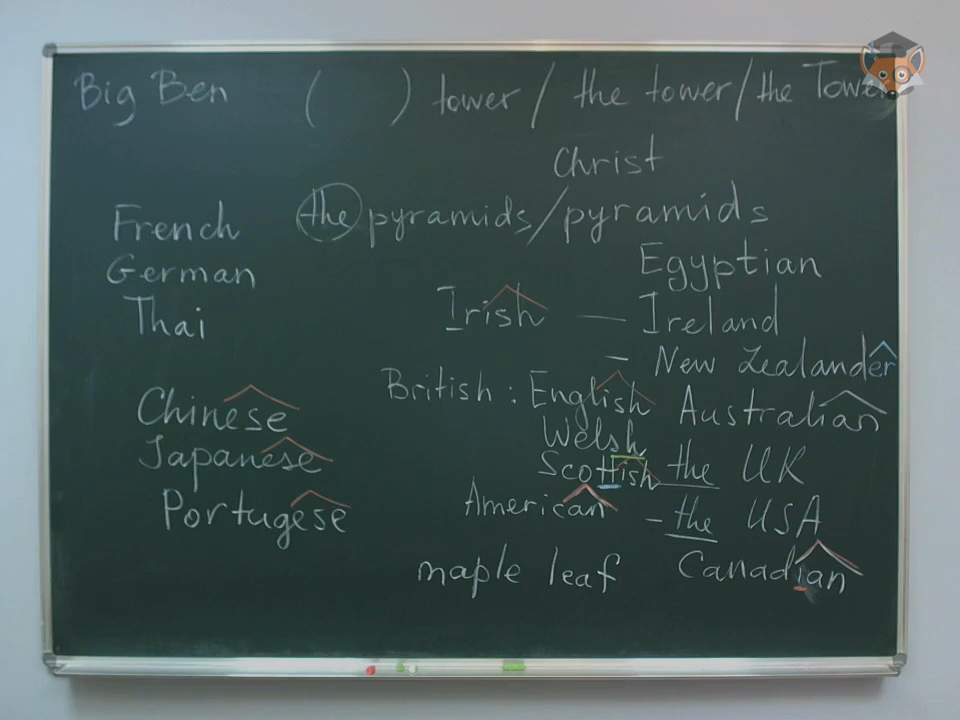 Big Ben ( ) tower / the tower / the Tower
Christ
French the pyramids / pyramids
German Egyptian
Thai Irish — Ireland
– New Zealander
Chinese British : English Australian
Japanese Welsh
Scottish the UK
Portugese American – the USA
maple leaf Canadian